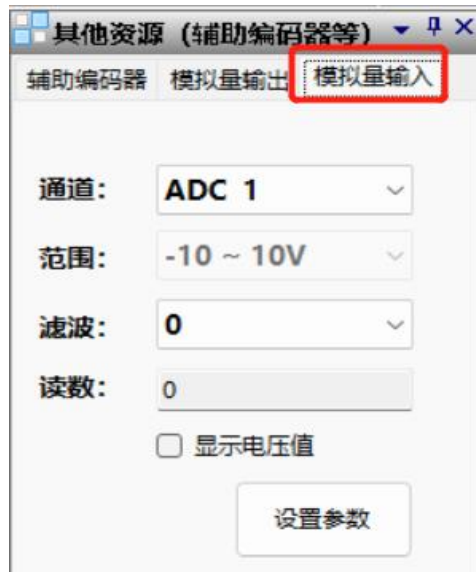 其他资源（辅助编码器等）
辅助编码器 模拟量输出 模拟量输入
通道： ADC 1
范围： -10 ~ 10V
滤波： 0
读数： 0
显示电压值
设置参数